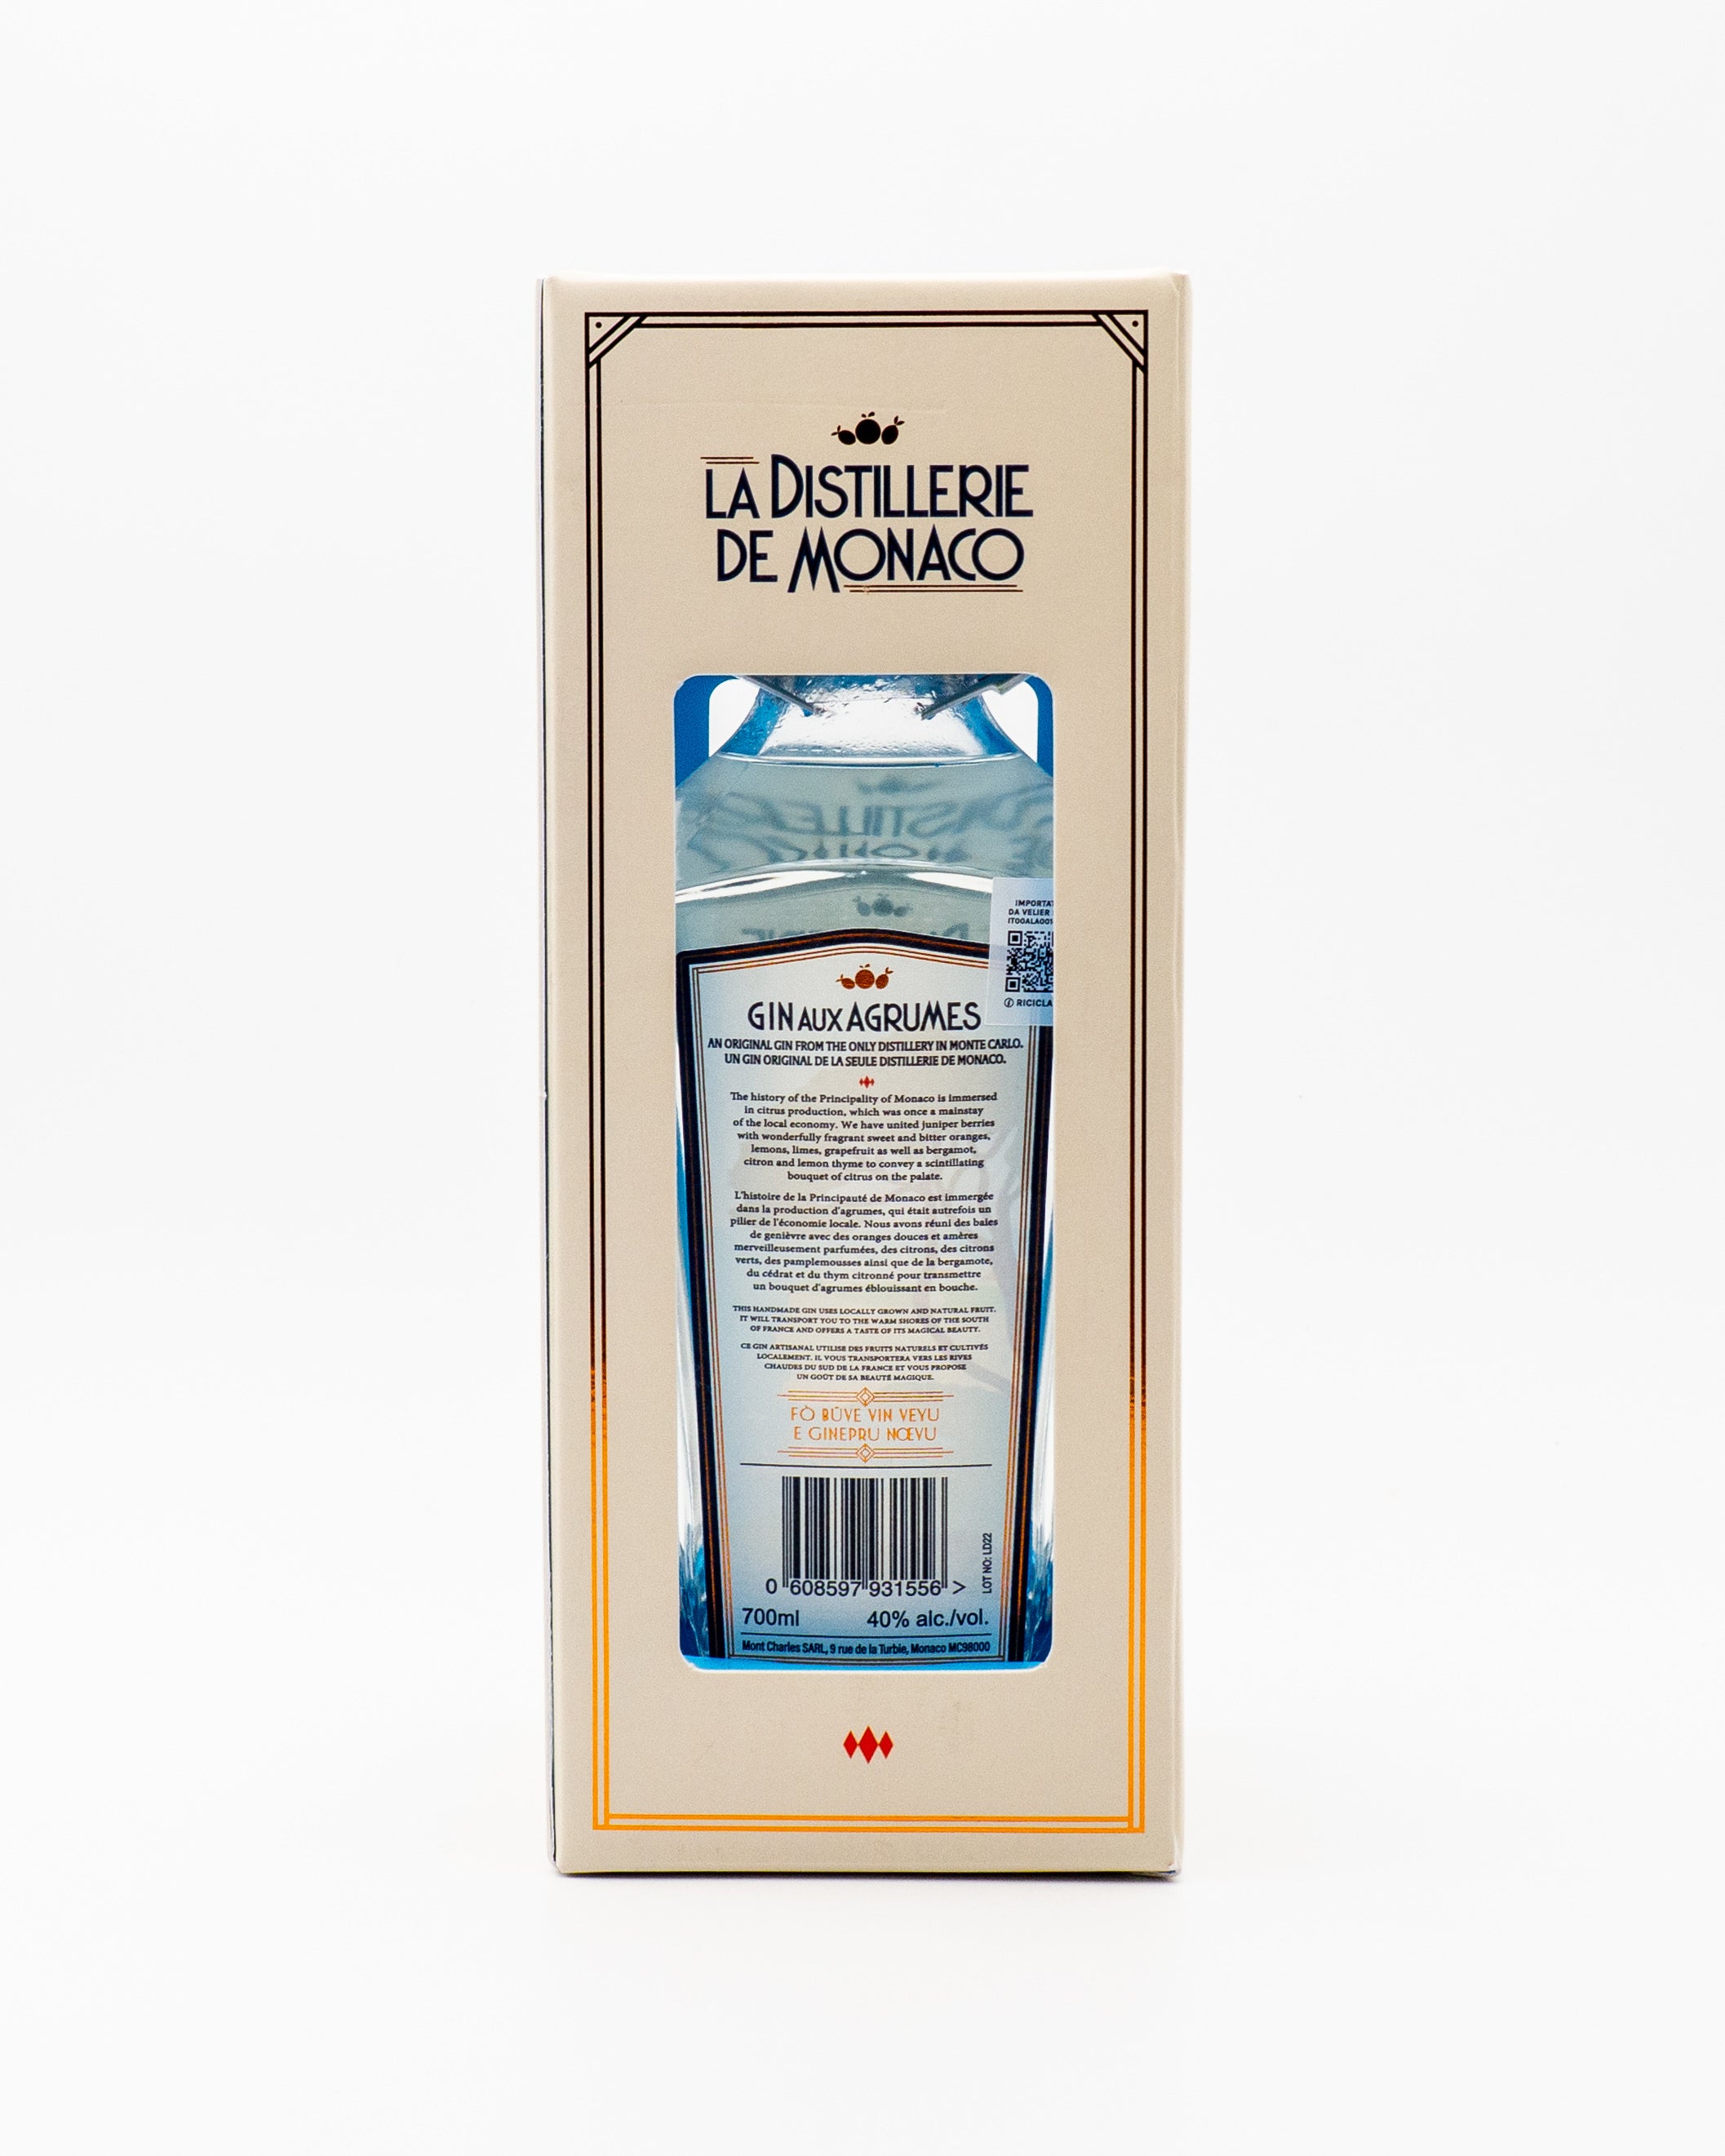 LA DISTILLERIE
DE MONACO
IMPORTAT
DA VELIER
IT00ALA001
RICICLA
GIN AUX AGRUMES
AN ORIGINAL GIN FROM THE ONLY DISTILLERY IN MONTE CARLO.
UN GIN ORIGINAL DE LA SEULE DISTILLERIE DE MONACO.
The history of the Principality of Monaco is immersed
in citrus production, which was once a mainstay
of the local economy. We have united juniper berries
with wonderfully fragrant sweet and bitter oranges,
lemons, limes, grapefruit as well as bergamot,
citron and lemon thyme to convey a scintillating
bouquet of citrus on the palate.
L'histoire de la Principauté de Monaco est immergée
dans la production d'agrumes, qui était autrefois un
pilier de l'économie locale. Nous avons réuni des baies
de genièvre avec des oranges douces et amères
merveilleusement parfumées, des citrons, des citrons
verts, des pamplemousses ainsi que de la bergamote,
du cédrat et du thym citronné pour transmettre
un bouquet d'agrumes éblouissant en bouche.
THIS HANDMADE GIN USES LOCALLY GROWN AND NATURAL FRUIT.
IT WILL TRANSPORT YOU TO THE WARM SHORES OF THE SOUTH
OF FRANCE AND OFFERS A TASTE OF ITS MAGICAL BEAUTY.
CE GIN ARTISANAL UTILISE DES FRUITS NATURELS ET CULTIVÉS
LOCALEMENT. IL VOUS TRANSPORTERA VERS LES RIVES
CHAUDES DU SUD DE LA FRANCE ET VOUS PROPOSE
UN GOÛT DE SA BEAUTÉ MAGIQUE.
FÒ BÜVE VIN VEYU
E GINEPRU NŒVU
LOT NO: LD22
0 608597 931556 >
700ml 40% alc./vol.
Mont Charles SARL, 9 rue de la Turbie, Monaco MC98000